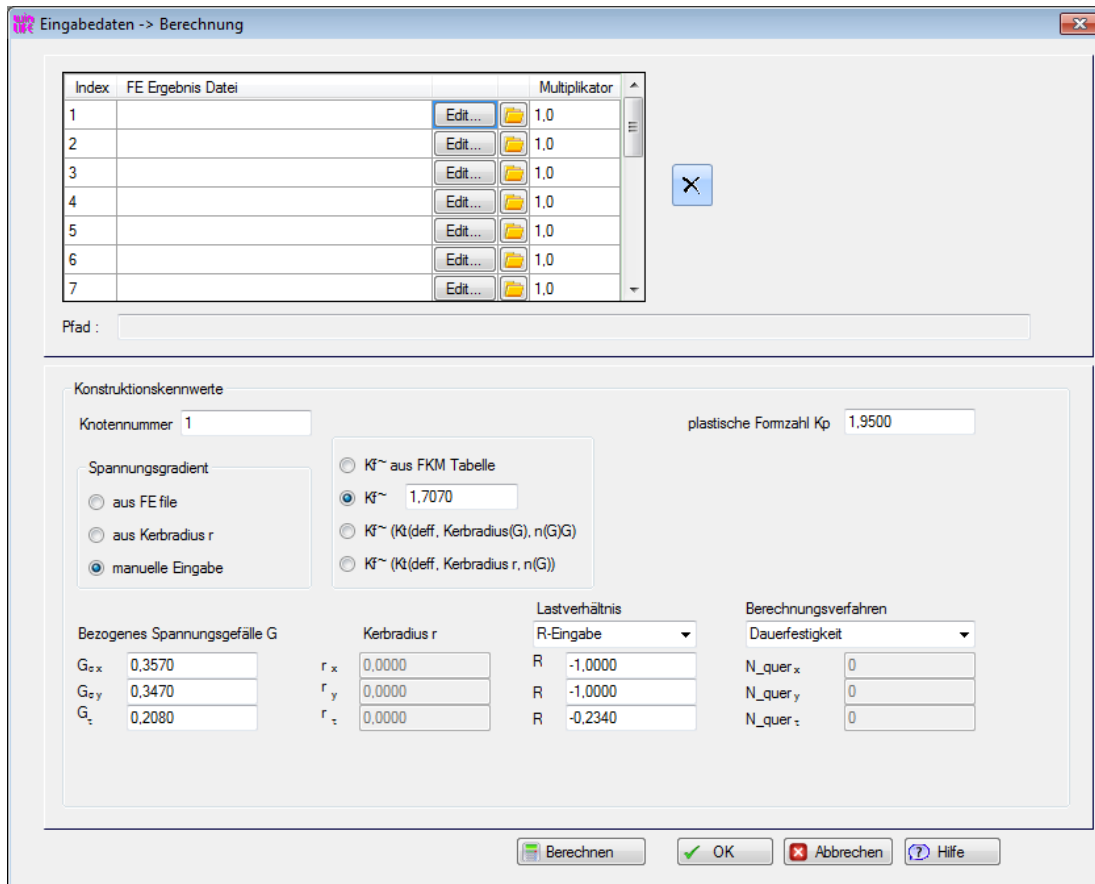 Eingabedaten -> Berechnung
Index FE Ergebnis Datei Multiplikator
1 Edit... 1,0
2 Edit... 1,0
3 Edit... 1,0
4 Edit... 1,0
5 Edit... 1,0
6 Edit... 1,0
7 Edit... 1,0
Pfad :
Konstruktionskennwerte
Knotennummer 1 plastische Formzahl Kp 1,9500
Spannungsgradient
aus FE file
aus Kerbradius r
manuelle Eingabe
Kf~ aus FKM Tabelle
Kf~ 1,7070
Kf~ (Kt(deff, Kerbradius(G), n(G)G)
Kf~ (Kt(deff, Kerbradius r, n(G))
Lastverhältnis Berechnungsverfahren
Bezogenes Spannungsgefälle G Kerbradius r R-Eingabe Dauerfestigkeit
Gσx 0,3570 r x 0,0000 R -1,0000 N_quer x 0
Gσy 0,3470 r y 0,0000 R -1,0000 N_quer y 0
Gτ 0,2080 r τ 0,0000 R -0,2340 N_quer τ 0
Berechnen OK Abbrechen Hilfe